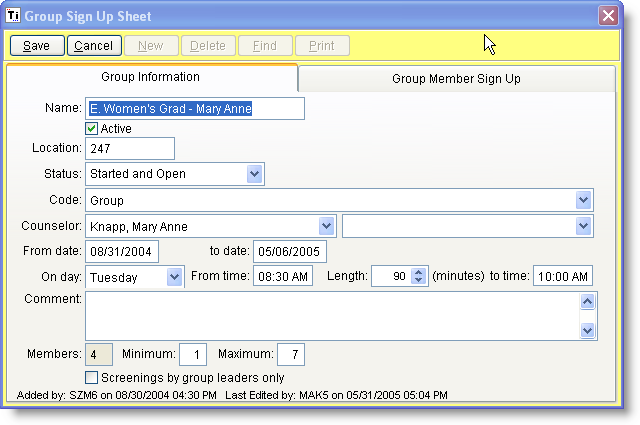 Ti Group Sign Up Sheet
Save Cancel New Delete Find Print
Group Information Group Member Sign Up
Name: E. Women's Grad - Mary Anne
Active
Location: 247
Status: Started and Open
Code: Group
Counselor: Knapp, Mary Anne
From date: 08/31/2004 to date: 05/06/2005
On day: Tuesday From time: 08:30 AM Length: 90 (minutes) to time: 10:00 AM
Comment:
Members: 4 Minimum: 1 Maximum: 7
Screenings by group leaders only
Added by: SZM6 on 08/30/2004 04:30 PM Last Edited by: MAK5 on 05/31/2005 05:04 PM